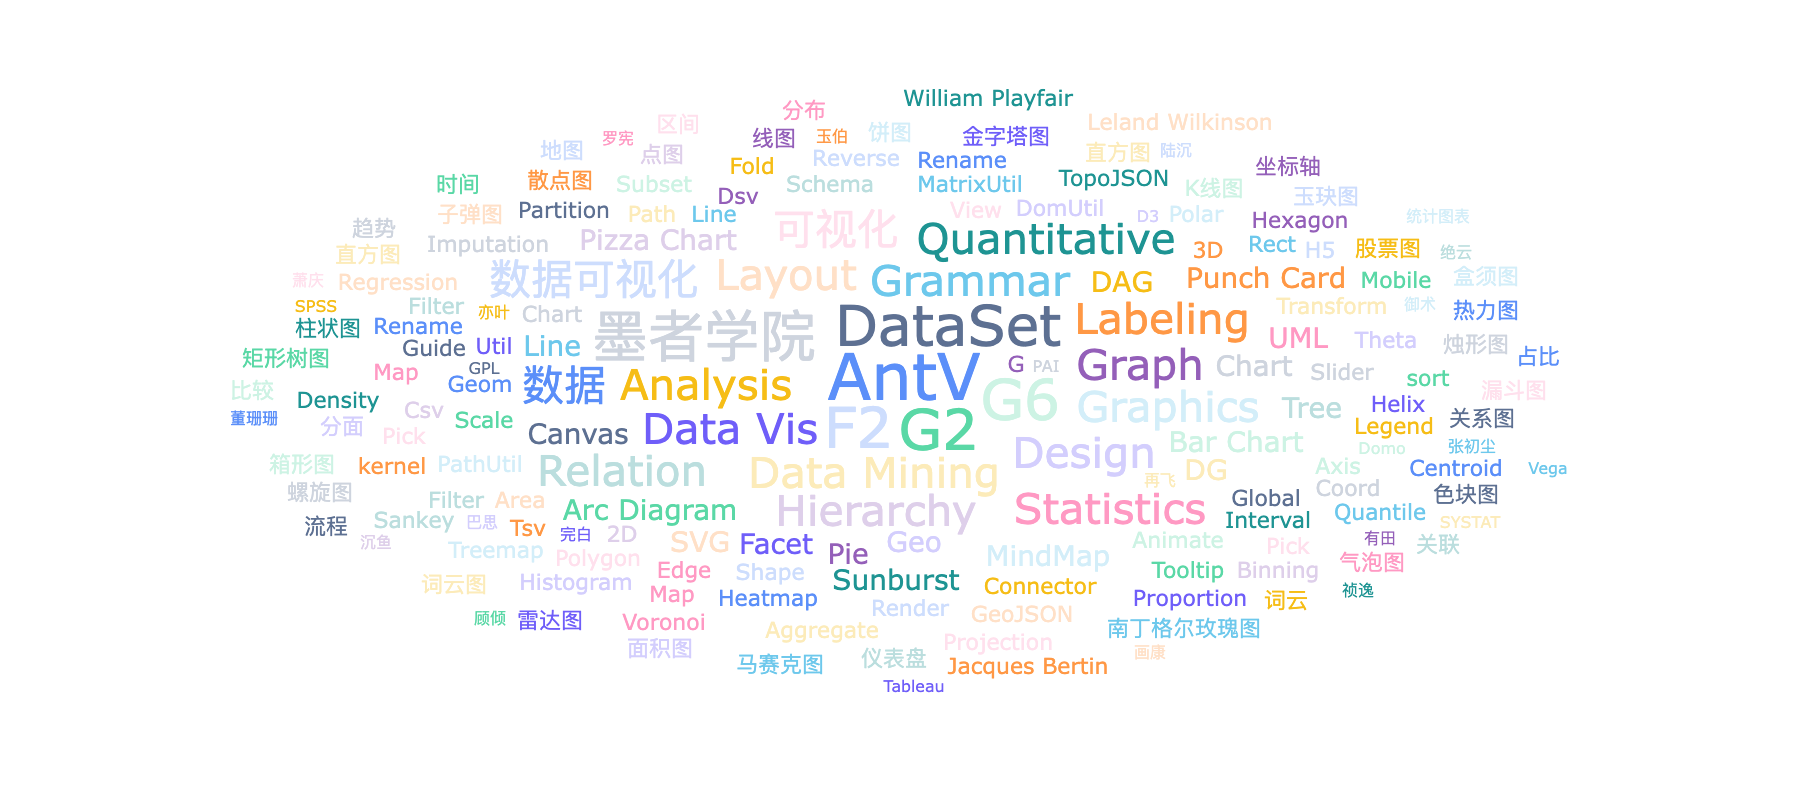 William Playfair
分布
Leland Wilkinson
区间
饼图
线图
玉伯
金字塔图
罗宪
地图
点图
直方图
陆沉
Fold
Reverse
Rename
坐标轴
时间
散点图
Subset
Dsv
Schema
MatrixUtil
TopoJSON
K线图
玉玦图
子弹图
Partition
Path
Line
可视化
View
DomUtil
D3
Polar
Hexagon
统计图表
趋势
直方图
Imputation
Pizza Chart
Quantitative
3D
Rect
H5
股票图
绝云
萧庆
Regression
数据可视化
Layout
Grammar
DAG
Punch Card
Mobile
盒须图
SPSS
Filter
亦叶
Chart
墨者学院
DataSet
Labeling
Transform
御术
热力图
柱状图
Rename
Guide
Util
Line
UML
Theta
烛形图
占比
矩形树图
Map
GPL
Geom
数据
Analysis
AntV
G
PAI
Graph
Chart
Slider
sort
漏斗图
比较
Density
Csv
Scale
G6
Graphics
Tree
Helix
关系图
董珊珊
分面
Pick
Canvas
Data Vis
F2
G2
Design
Bar Chart
Legend
Domo
张初尘
箱形图
kernel
PathUtil
Relation
Data Mining
再飞
DG
Axis
Centroid
Vega
螺旋图
Filter
Area
Arc Diagram
Hierarchy
Statistics
Global
Coord
色块图
流程
Sankey
巴思
Tsv
完白
2D
Interval
Quantile
SYSTAT
沉鱼
Treemap
Polygon
SVG
Facet
Pie
Geo
MindMap
Animate
Pick
有田
关联
词云图
Histogram
Edge
Shape
Sunburst
Connector
Tooltip
Binning
气泡图
Map
Heatmap
Render
GeoJSON
Proportion
词云
祯逸
顾倾
雷达图
Voronoi
Aggregate
Projection
南丁格尔玫瑰图
面积图
马赛克图
仪表盘
Jacques Bertin
画康
Tableau